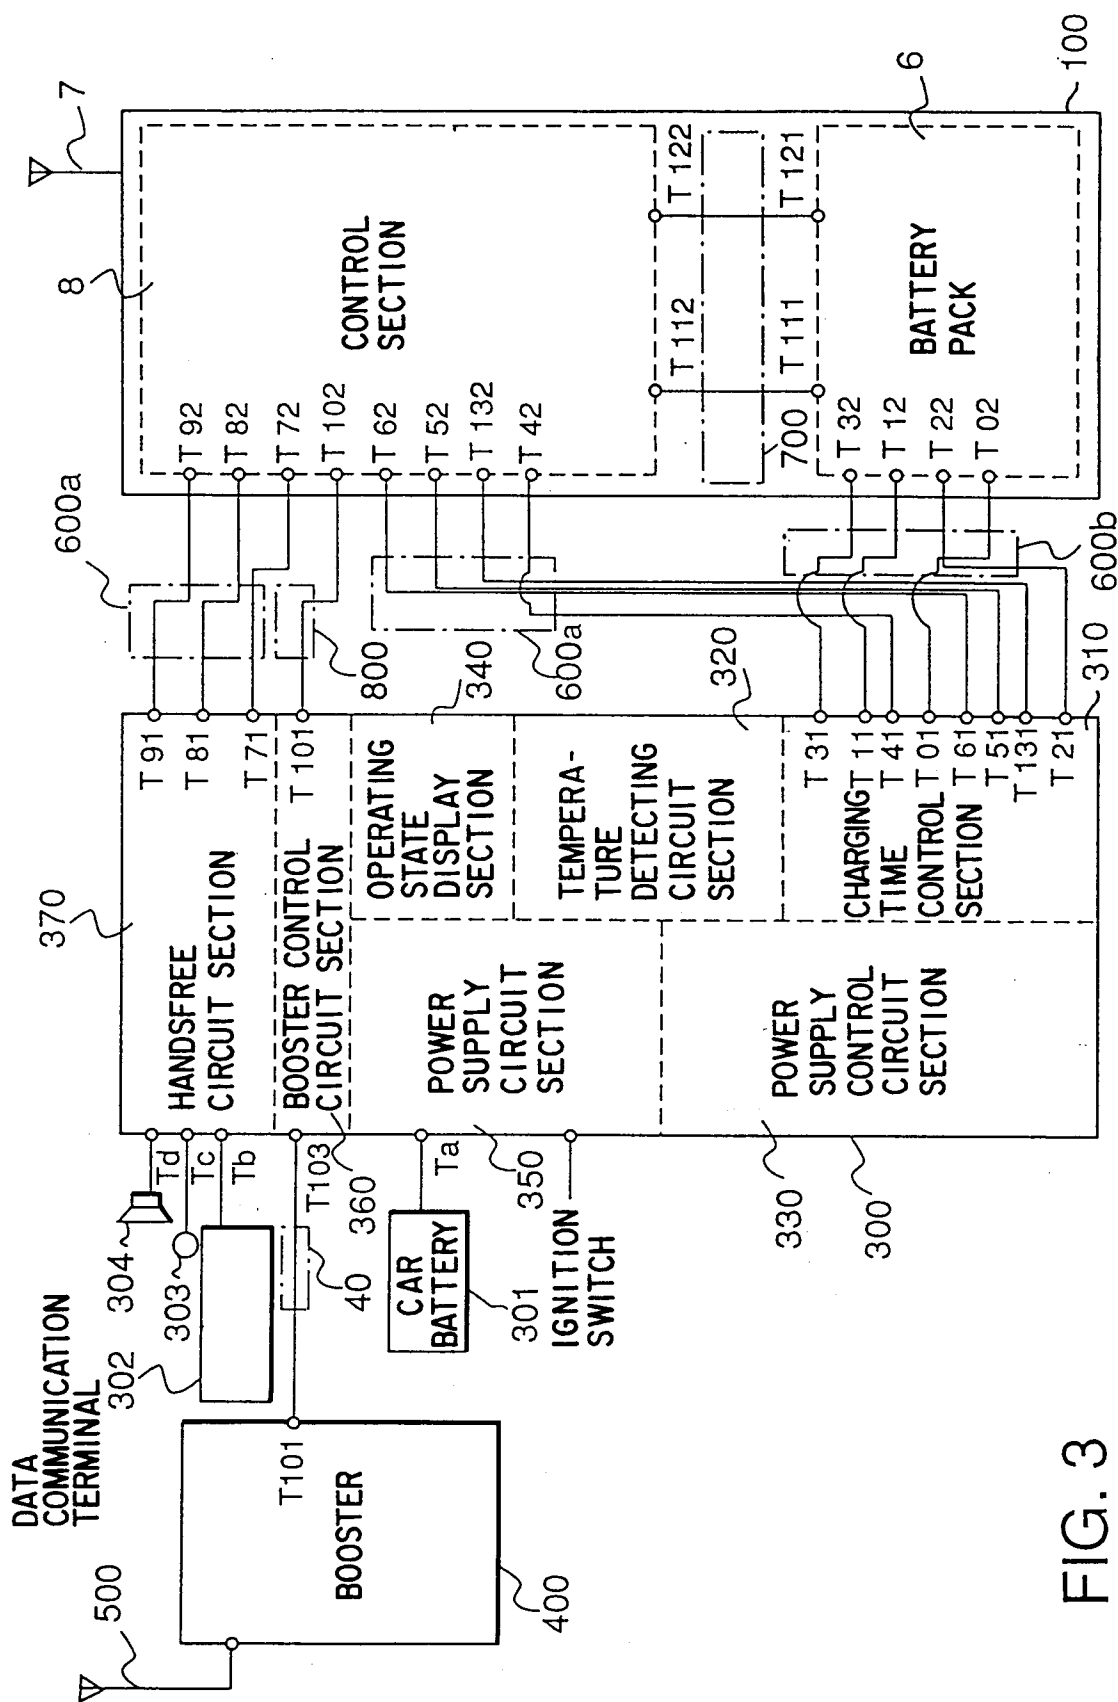 DATA
COMMUNICATION
TERMINAL
500
BOOSTER
T101
400
302
303
304
Td
Tc
Tb
40
T103
360
CAR
BATTERY
301
Ta
350
IGNITION
SWITCH
330
300
370
HANDSFREE
CIRCUIT SECTION
BOOSTER CONTROL
CIRCUIT SECTION
POWER
SUPPLY
CIRCUIT
SECTION
POWER
SUPPLY
CONTROL
CIRCUIT
SECTION
OPERATING
STATE
DISPLAY
SECTION
TEMPERA-
TURE
DETECTING
CIRCUIT
SECTION
CHARGING
TIME
CONTROL
SECTION
T 91
T 81
T 71
T 101
T 31
T 11
T 41
T 01
T 61
T 51
T 131
T 21
340
320
310
600a
800
600a
600b
7
8
CONTROL
SECTION
T 92
T 82
T 72
T 102
T 62
T 52
T 132
T 42
T 112
T 122
700
T 111
T 121
T 32
T 12
T 22
T 02
BATTERY
PACK
6
100
FIG. 3